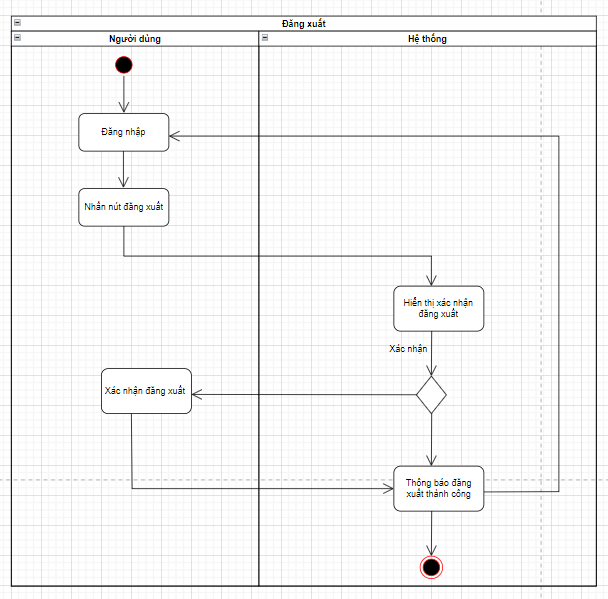 Đăng xuất
Người dùng
Hệ thống
Đăng nhập
Nhấn nút đăng xuất
Hiển thị xác nhận
đăng xuất
Xác nhận
Xác nhận đăng xuất
Thông báo đăng
xuất thành công